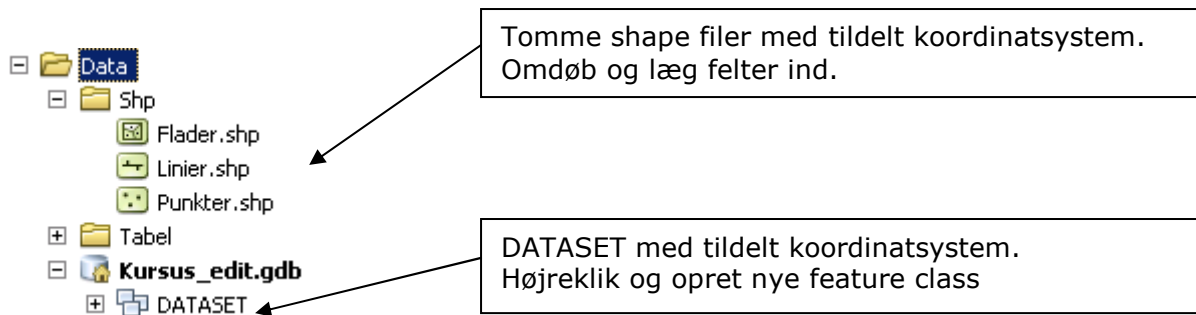 Tomme shape filer med tildelt koordinatsystem.
Omdøb og læg felter ind.
Data
Shp
Flader.shp
Linier.shp
Punkter.shp
Tabel
Kursus_edit.gdb
DATASET
DATASET med tildelt koordinatsystem.
Højreklik og opret nye feature class